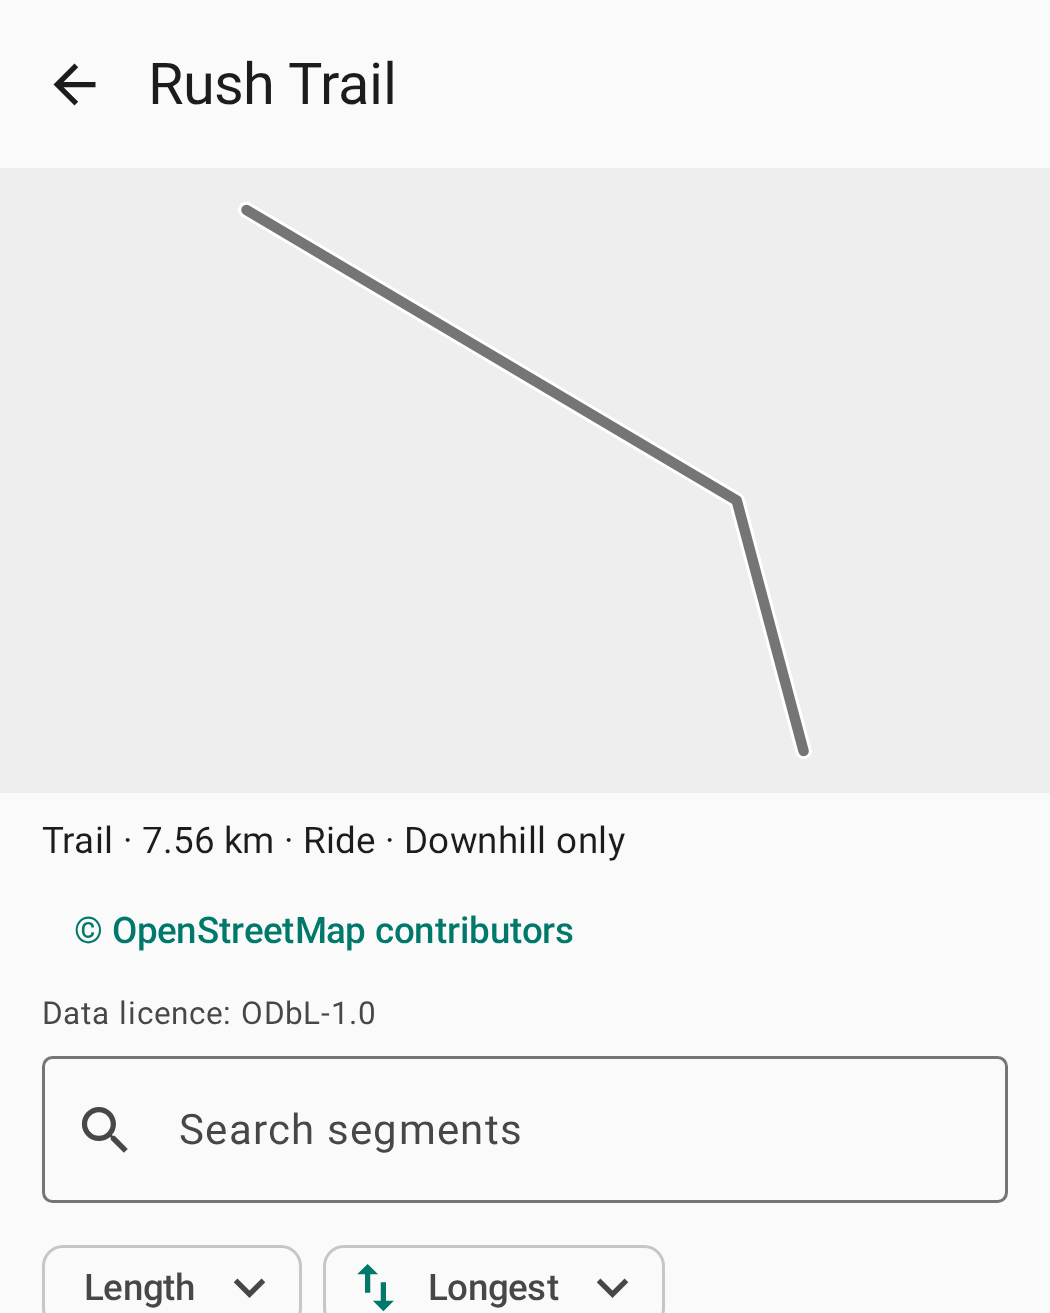 Rush Trail
Trail · 7.56 km · Ride · Downhill only
© OpenStreetMap contributors
Data licence: ODbL-1.0
Search segments
Length
Longest